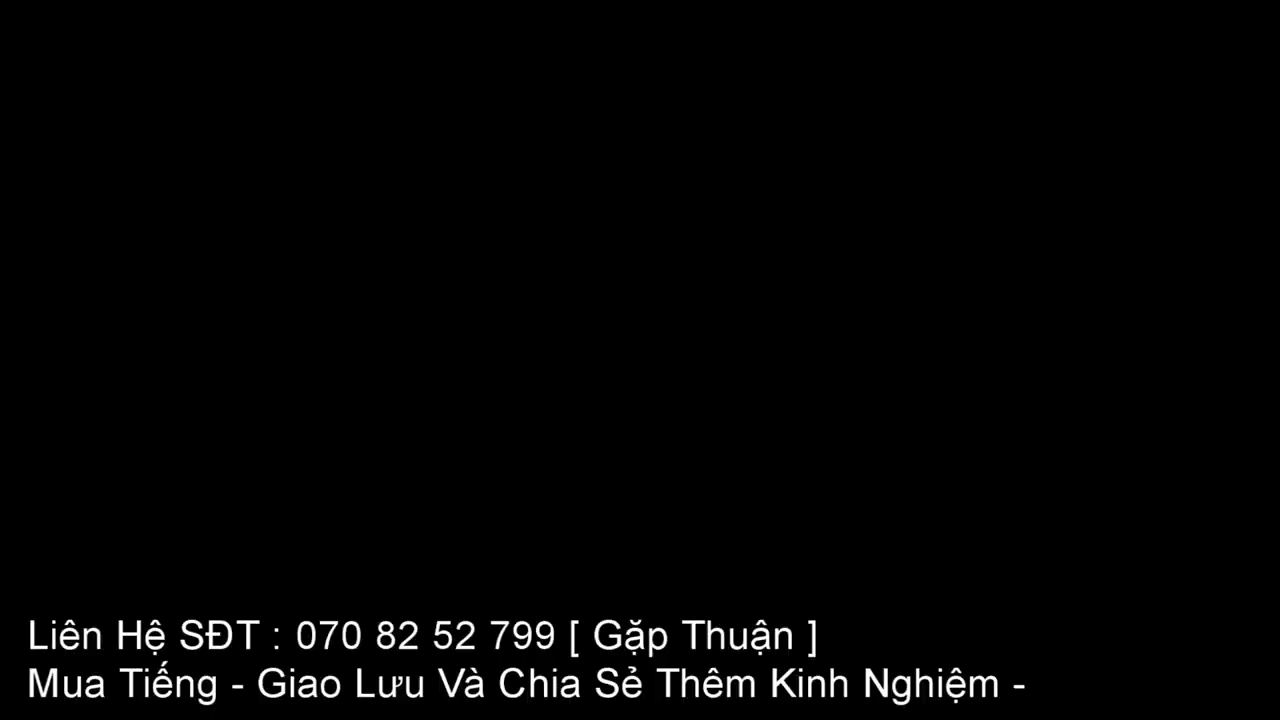 Liên Hệ SĐT : 070 82 52 799 [ Gặp Thuận ]
Mua Tiếng - Giao Lưu Và Chia Sẻ Thêm Kinh Nghiệm -